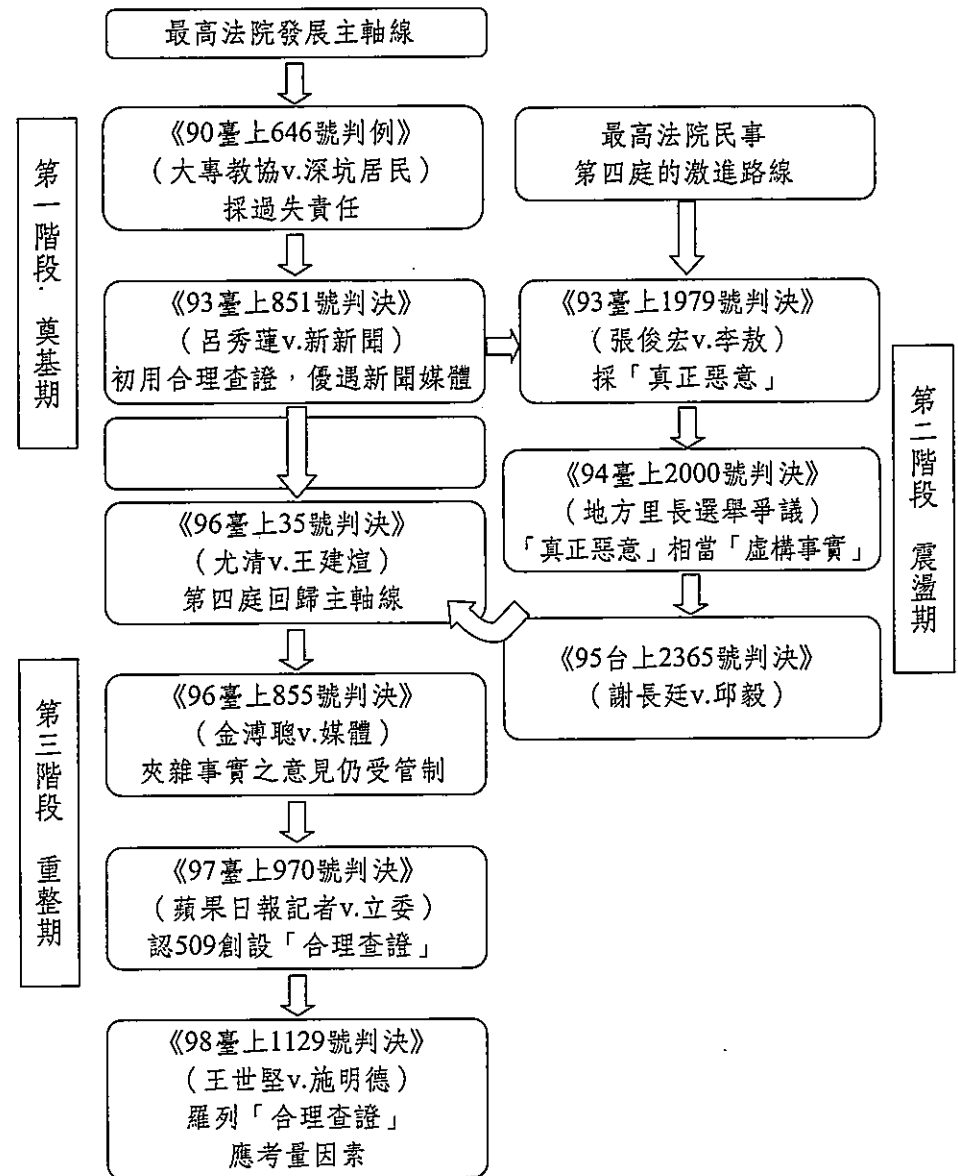 最高法院發展主軸線
第一階段．奠基期
《90臺上646號判例》
（大專教協v.深坑居民）
採過失責任
最高法院民事
第四庭的激進路線
《93臺上851號判決》
（呂秀蓮v.新新聞）
初用合理查證，優遇新聞媒體
《93臺上1979號判決》
（張俊宏v.李敖）
採「真正惡意」
第二階段 震盪期
《94臺上2000號判決》
（地方里長選舉爭議）
「真正惡意」相當「虛構事實」
《96臺上35號判決》
（尤清v.王建煊）
第四庭回歸主軸線
《95台上2365號判決》
（謝長廷v.邱毅）
第三階段 重整期
《96臺上855號判決》
（金溥聰v.媒體）
夾雜事實之意見仍受管制
《97臺上970號判決》
（蘋果日報記者v.立委）
認509創設「合理查證」
《98臺上1129號判決》
（王世堅v.施明德）
羅列「合理查證」
應考量因素